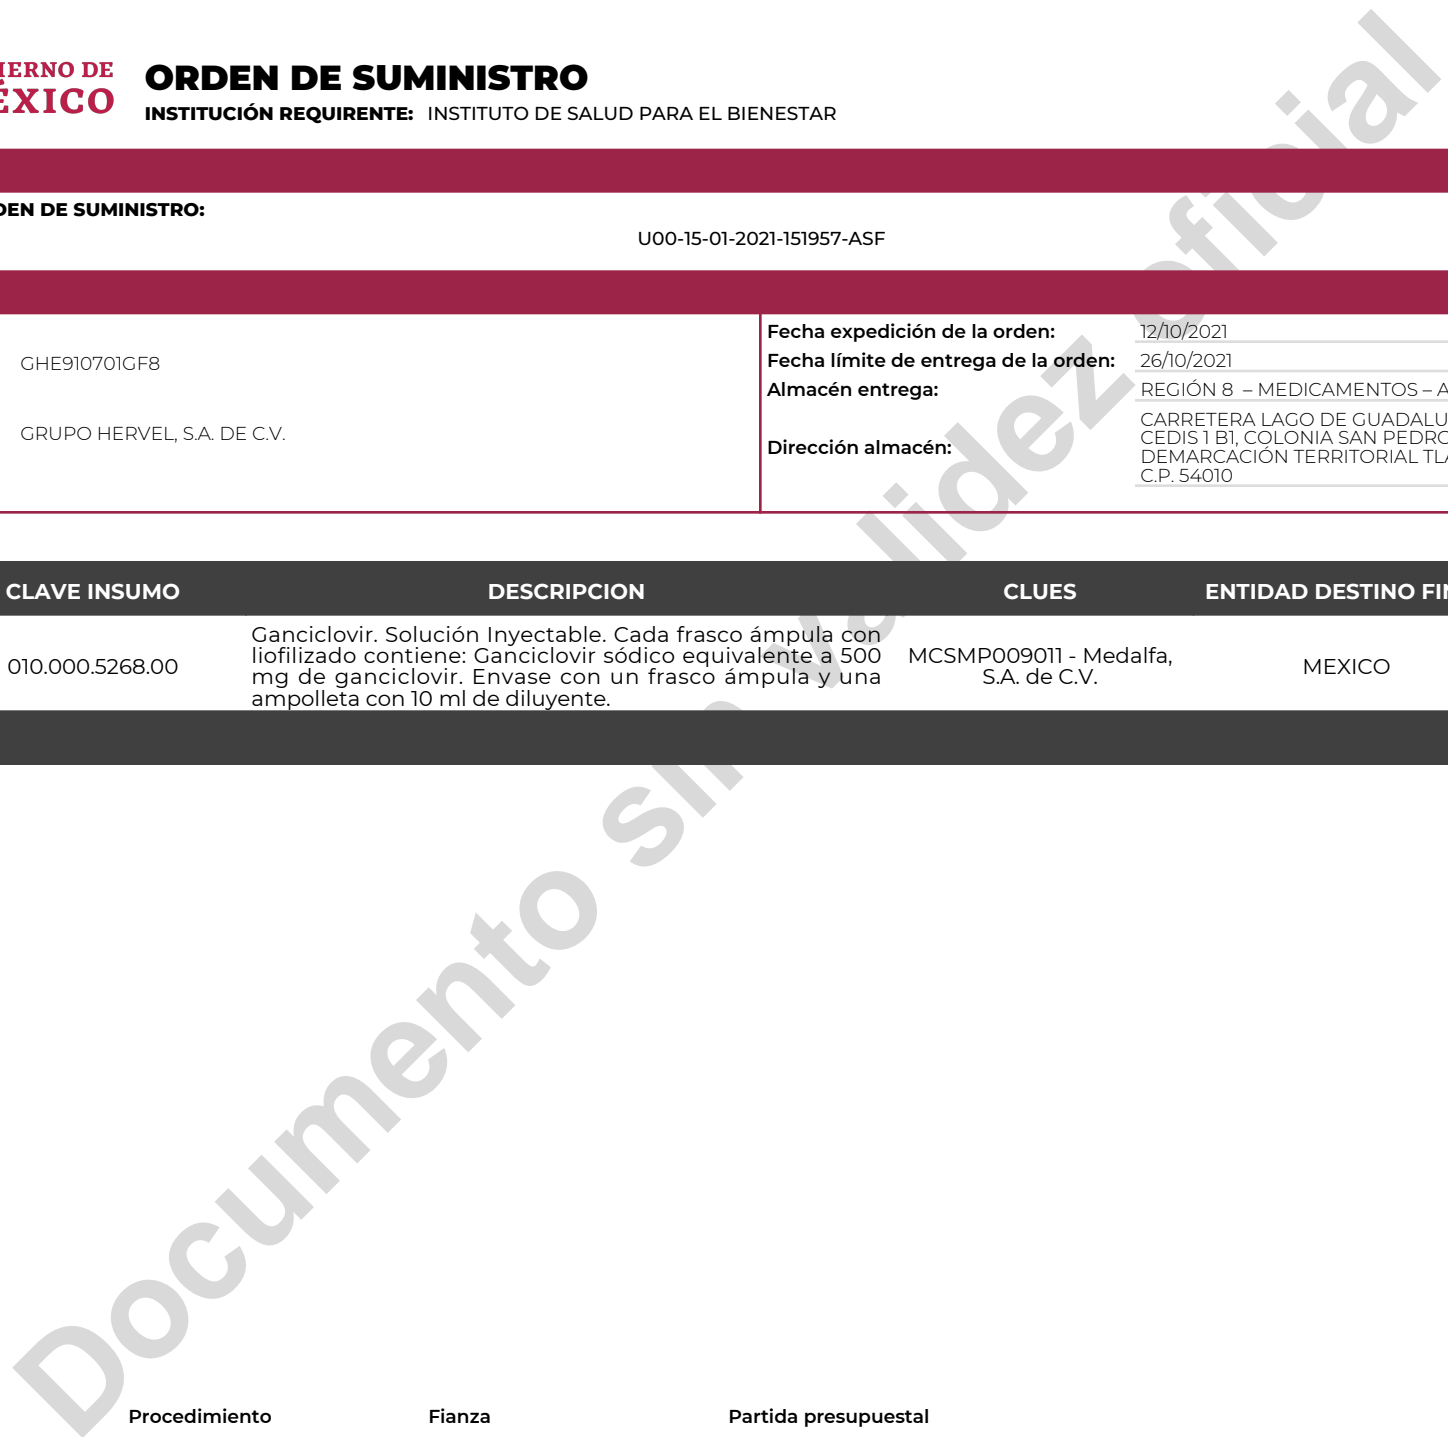 IERNO DE
ÉXICO
ORDEN DE SUMINISTRO
INSTITUCIÓN REQUIRENTE: INSTITUTO DE SALUD PARA EL BIENESTAR
DEN DE SUMINISTRO:
U00-15-01-2021-151957-ASF
GHE910701GF8
GRUPO HERVEL, S.A. DE C.V.
Fecha expedición de la orden: 12/10/2021
Fecha límite de entrega de la orden: 26/10/2021
Almacén entrega: REGIÓN 8 – MEDICAMENTOS – A
Dirección almacén:
CARRETERA LAGO DE GUADALU
CEDIS 1 B1, COLONIA SAN PEDRO
DEMARCACIÓN TERRITORIAL TLA
C.P. 54010
CLAVE INSUMO DESCRIPCION CLUES ENTIDAD DESTINO FIN
010.000.5268.00
Ganciclovir. Solución Inyectable. Cada frasco ámpula con
liofilizado contiene: Ganciclovir sódico equivalente a 500
mg de ganciclovir. Envase con un frasco ámpula y una
ampolleta con 10 ml de diluyente.
MCSMP009011 - Medalfa,
S.A. de C.V.
MEXICO
Documento sin validez oficial
Procedimiento Fianza Partida presupuestal